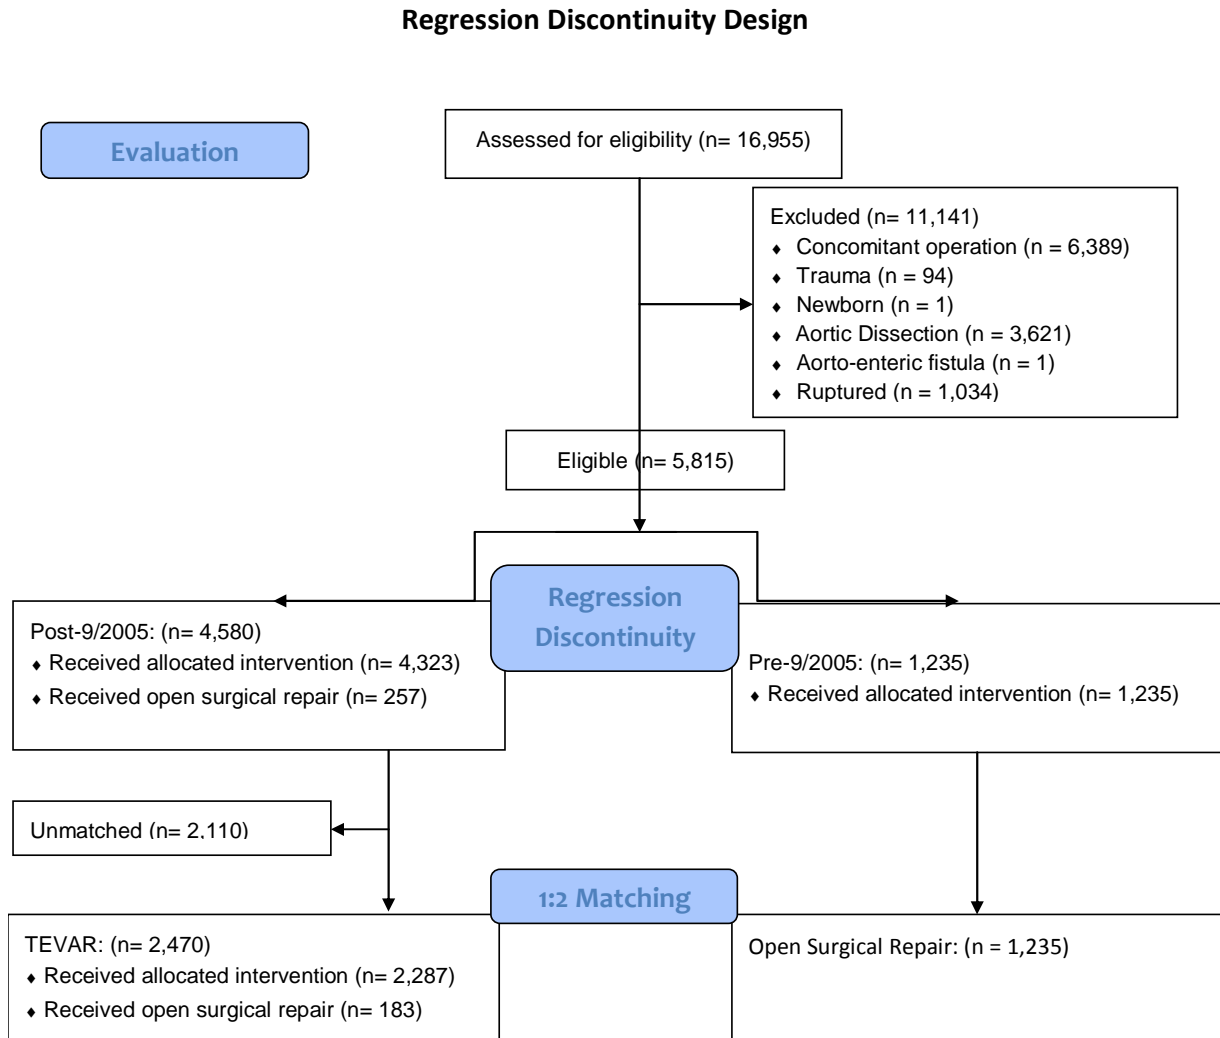 Regression Discontinuity Design
Evaluation
Assessed for eligibility (n= 16,955)
Excluded (n= 11,141)
♦ Concomitant operation (n = 6,389)
♦ Trauma (n = 94)
♦ Newborn (n = 1)
♦ Aortic Dissection (n = 3,621)
♦ Aorto-enteric fistula (n = 1)
♦ Ruptured (n = 1,034)
Eligible (n= 5,815)
Regression
Discontinuity
Post-9/2005: (n= 4,580)
♦ Received allocated intervention (n= 4,323)
♦ Received open surgical repair (n= 257)
Pre-9/2005: (n= 1,235)
♦ Received allocated intervention (n= 1,235)
Unmatched (n= 2,110)
1:2 Matching
TEVAR: (n= 2,470)
♦ Received allocated intervention (n= 2,287)
♦ Received open surgical repair (n= 183)
Open Surgical Repair: (n = 1,235)